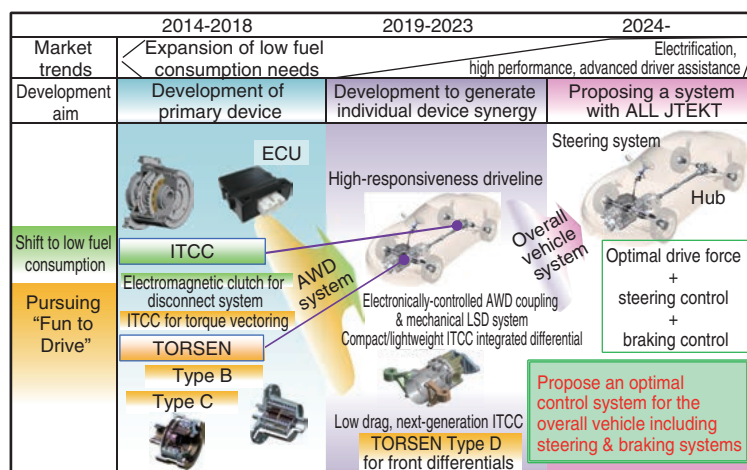 2014-2018
2019-2023
2024-
Market
trends
Expansion of low fuel
consumption needs
Electrification,
high performance, advanced driver assistance
Development
aim
Development of
primary device
Development to generate
individual device synergy
Proposing a system
with ALL JTEKT
Shift to low fuel
consumption
Pursuing
“Fun to
Drive”
ECU
ITCC
Electromagnetic clutch for
disconnect system
ITCC for torque vectoring
TORSEN
Type B
Type C
AWD
system
High-responsiveness driveline
Electronically-controlled AWD coupling
& mechanical LSD system
Compact/lightweight ITCC integrated differential
Low drag, next-generation ITCC
TORSEN Type D
for front differentials
Overall
vehicle
system
Steering system
Hub
Optimal drive force
+
steering control
+
braking control
Propose an optimal
control system for the
overall vehicle including
steering & braking systems